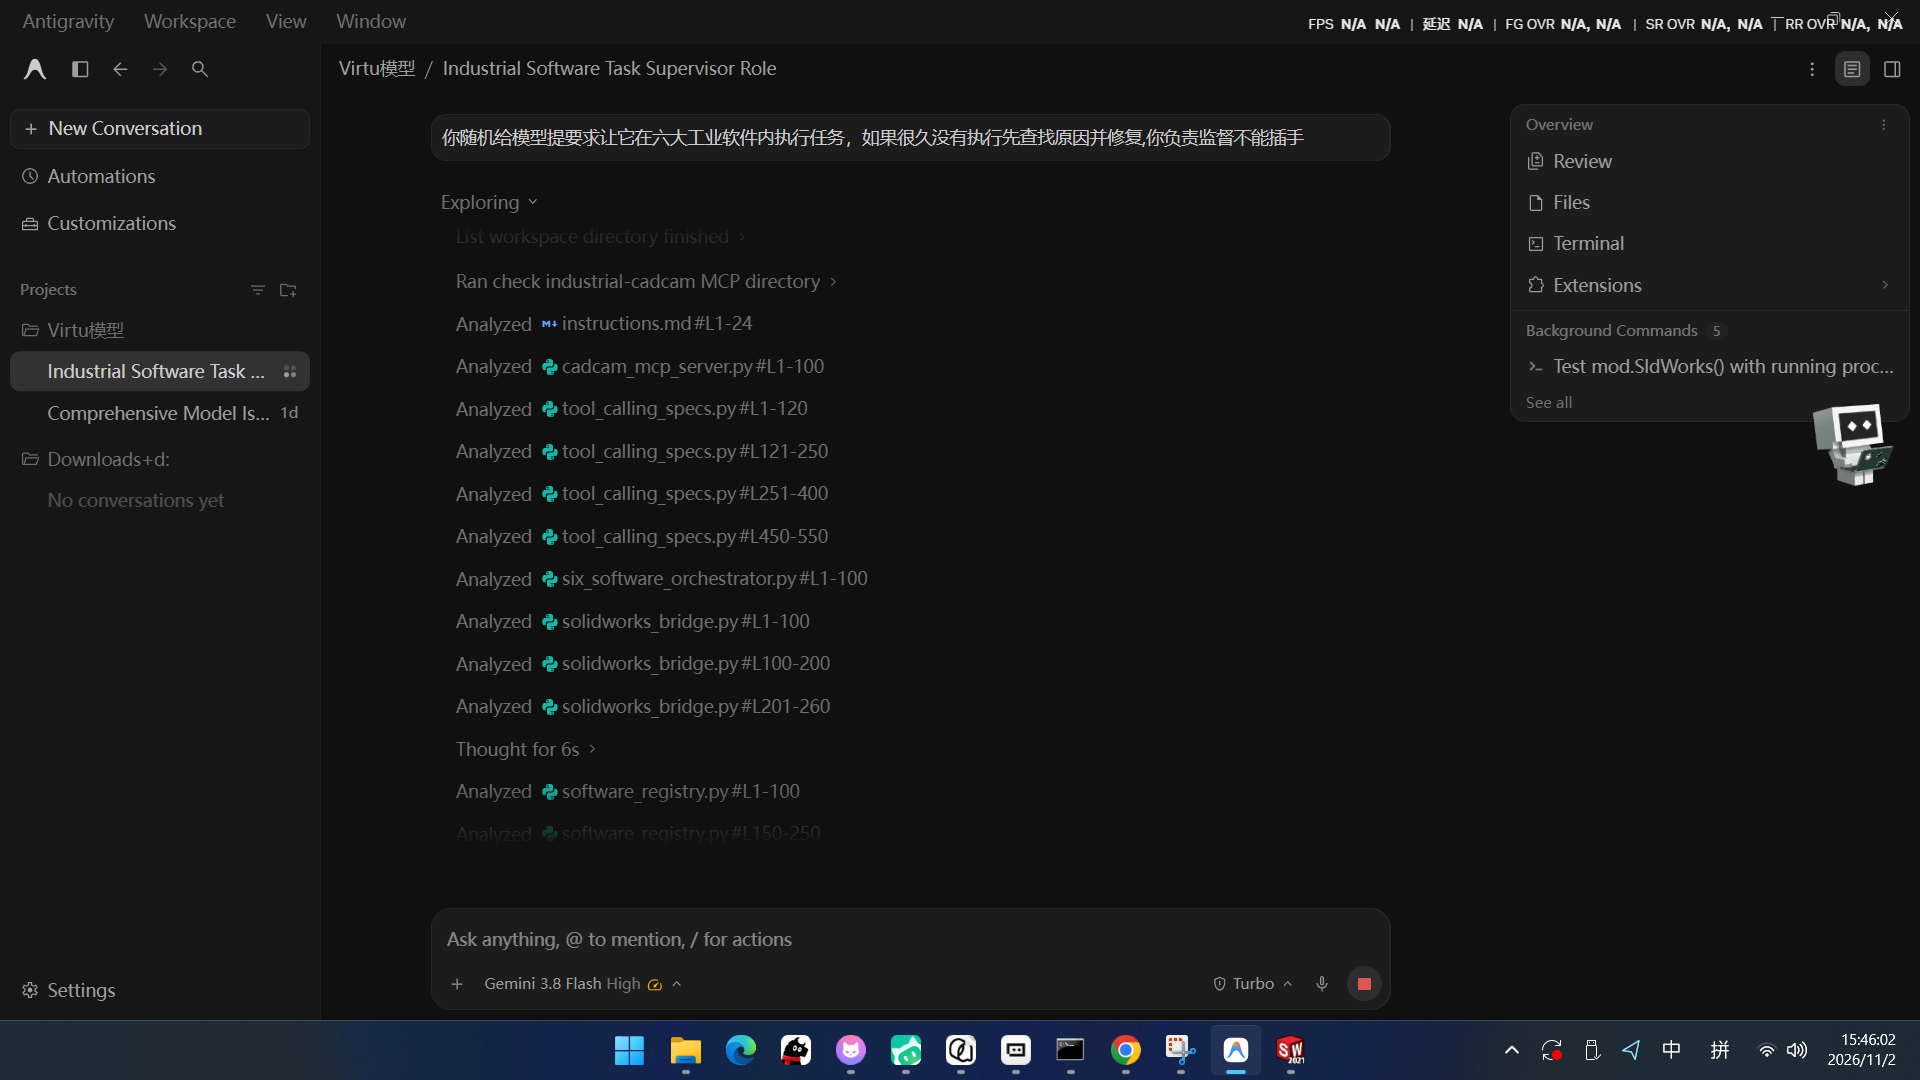 Antigravity Workspace View Window
FPS N/A N/A | 延迟 N/A | FG OVR N/A, N/A | SR OVR N/A, N/A | RR OVR N/A, N/A
Virtu模型 / Industrial Software Task Supervisor Role
New Conversation
Automations
Customizations
Projects
Virtu模型
Industrial Software Task ...
Comprehensive Model Is... 1d
Downloads+d:
No conversations yet
Settings
你随机给模型提要求让它在六大工业软件内执行任务，如果很久没有执行先查找原因并修复,你负责监督不能插手
Exploring
List workspace directory finished
Ran check industrial-cadcam MCP directory
Analyzed instructions.md#L1-24
Analyzed cadcam_mcp_server.py#L1-100
Analyzed tool_calling_specs.py#L1-120
Analyzed tool_calling_specs.py#L121-250
Analyzed tool_calling_specs.py#L251-400
Analyzed tool_calling_specs.py#L450-550
Analyzed six_software_orchestrator.py#L1-100
Analyzed solidworks_bridge.py#L1-100
Analyzed solidworks_bridge.py#L100-200
Analyzed solidworks_bridge.py#L201-260
Thought for 6s
Analyzed software_registry.py#L1-100
Analyzed software_registry.py#L150-250
Ask anything, @ to mention, / for actions
Gemini 3.8 Flash High
Turbo
Overview
Review
Files
Terminal
Extensions
Background Commands 5
Test mod.SldWorks() with running proc...
See all
SW 2021
中
拼
15:46:02
2026/11/2